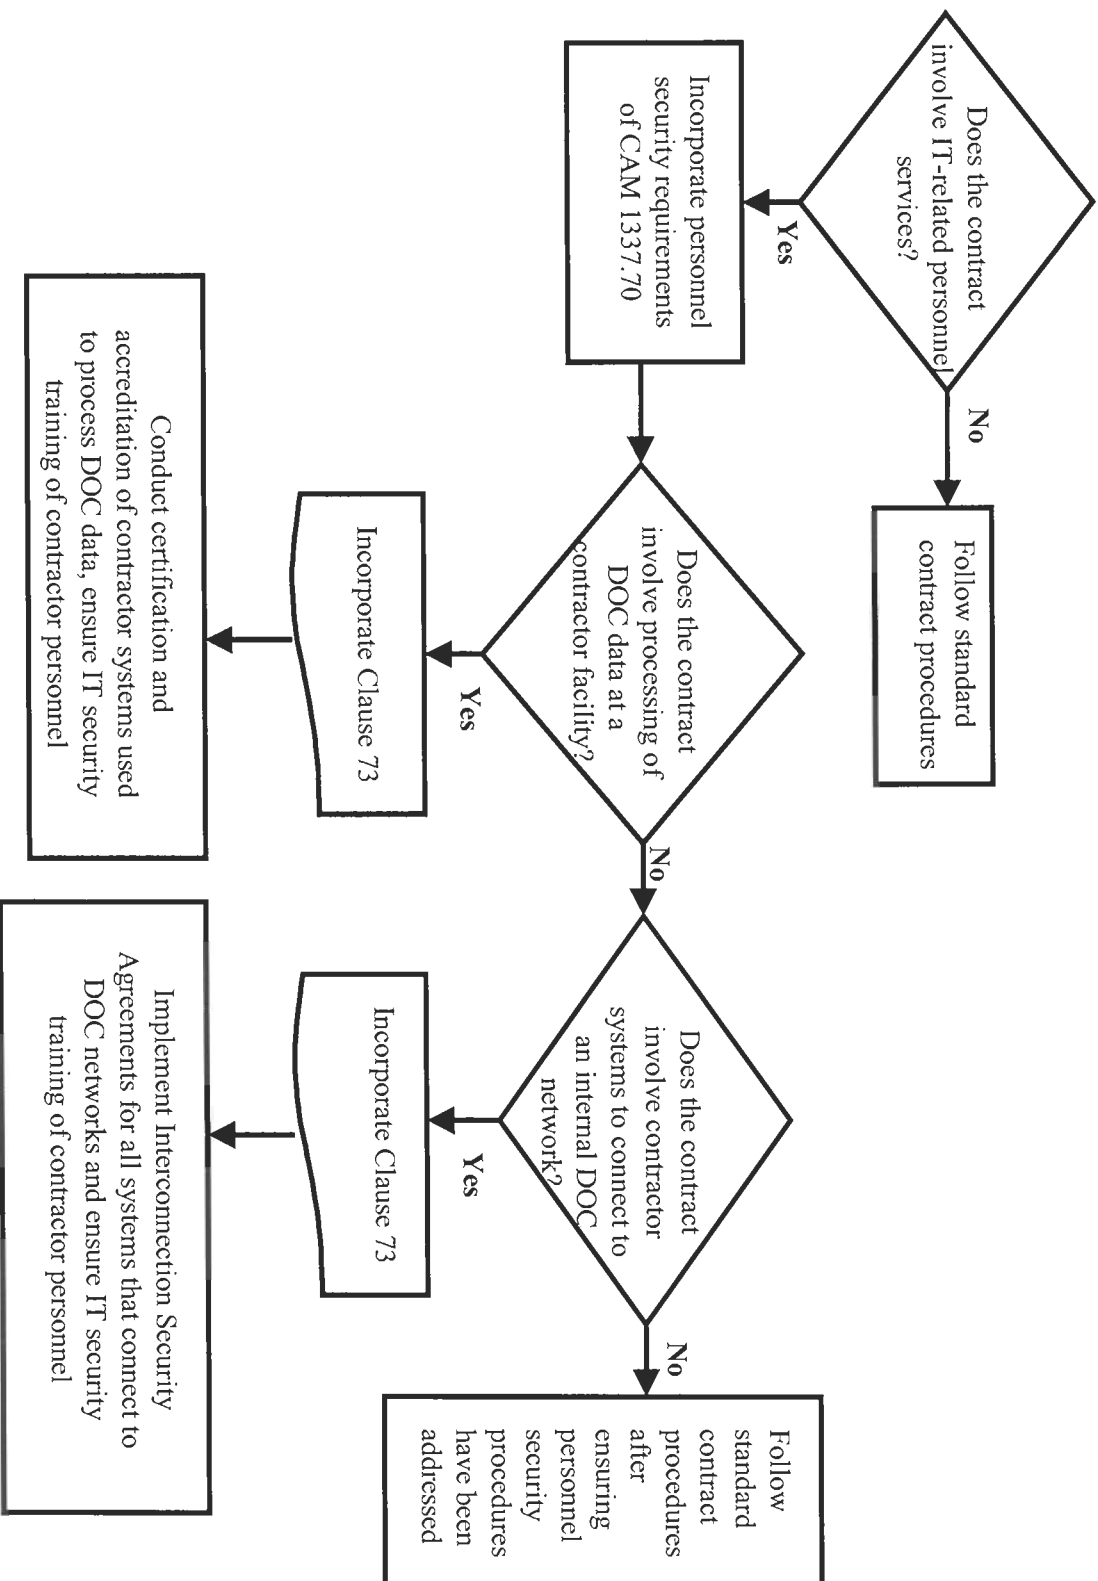 Does the contract
involve IT-related personnel
services?
No
Follow standard
contract procedures
Yes
Incorporate personnel
security requirements
of CAM 1337.70
Does the contract
involve processing of
DOC data at a
contractor facility?
No
Does the contract
involve contractor
systems to connect to
an internal DOC
network?
No
Follow
standard
contract
procedures
after
ensuring
personnel
security
procedures
have been
addressed
Yes
Incorporate Clause 73
Yes
Incorporate Clause 73
Conduct certification and
accreditation of contractor systems used
to process DOC data, ensure IT security
training of contractor personnel
Implement Interconnection Security
Agreements for all systems that connect to
DOC networks and ensure IT security
training of contractor personnel